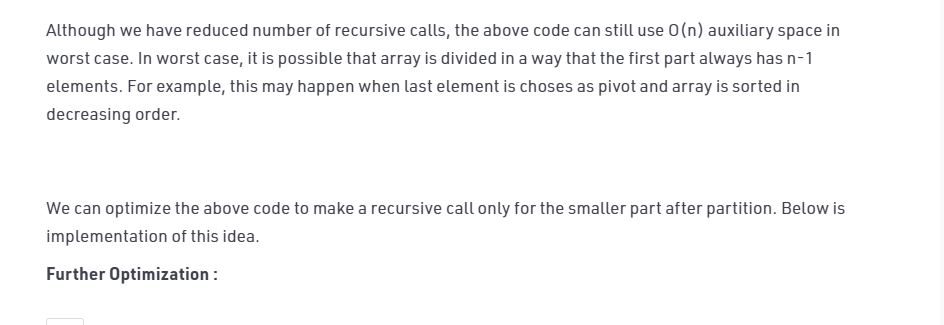 Although we have reduced number of recursive calls, the above code can still use O(n) auxiliary space in
worst case. In worst case, it is possible that array is divided in a way that the first part always has n-1
elements. For example, this may happen when last element is choses as pivot and array is sorted in
decreasing order.
We can optimize the above code to make a recursive call only for the smaller part after partition. Below is
implementation of this idea.
Further Optimization :